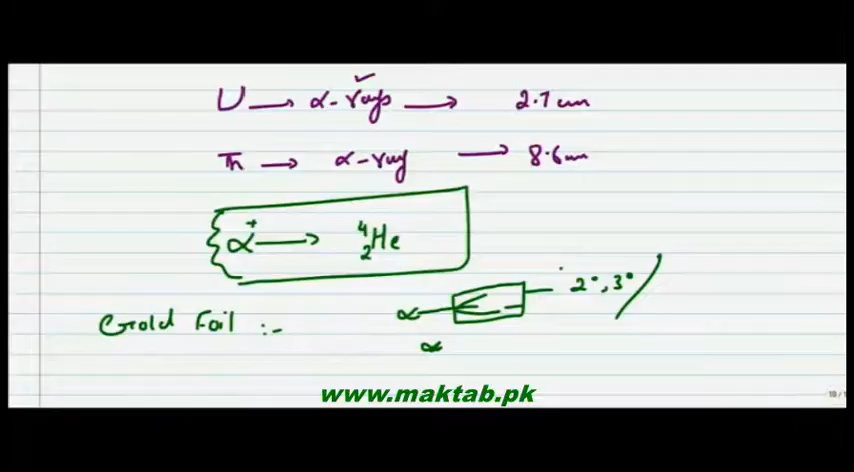 U → α-rays → 2.7 cm
Th → α-ray → 8.6 cm
α⁺ → ⁴₂He
α 2°, 3°
Gold Foil :-
α
www.maktab.pk